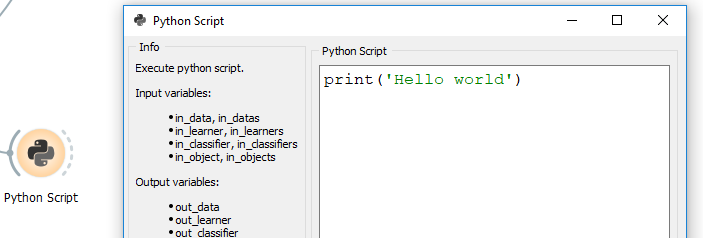 Python Script
Info
Execute python script.
Input variables:
•in_data, in_datas
•in_learner, in_learners
•in_classifier, in_classifiers
•in_object, in_objects
Output variables:
•out_data
•out_learner
•out_classifier
Python Script
print('Hello world')
Python Script